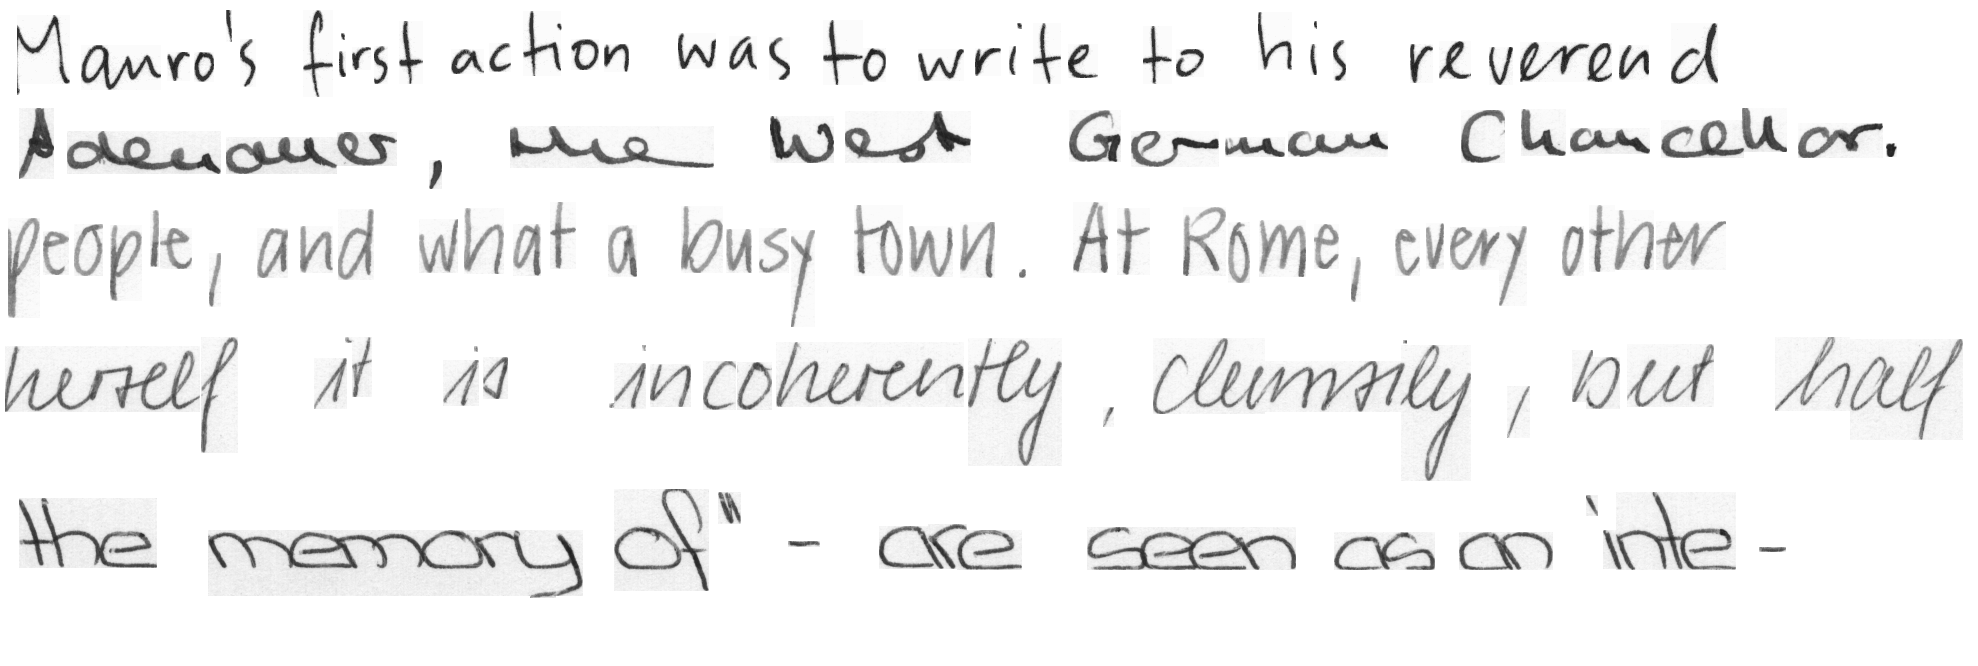 Manro's first action was to write to his reverend
Adenauer, the West German Chancellor.
people, and what a busy town. At Rome, every other
herself it is incoherently, clumsily, but half
the memory of" - are seen as an 'inte-